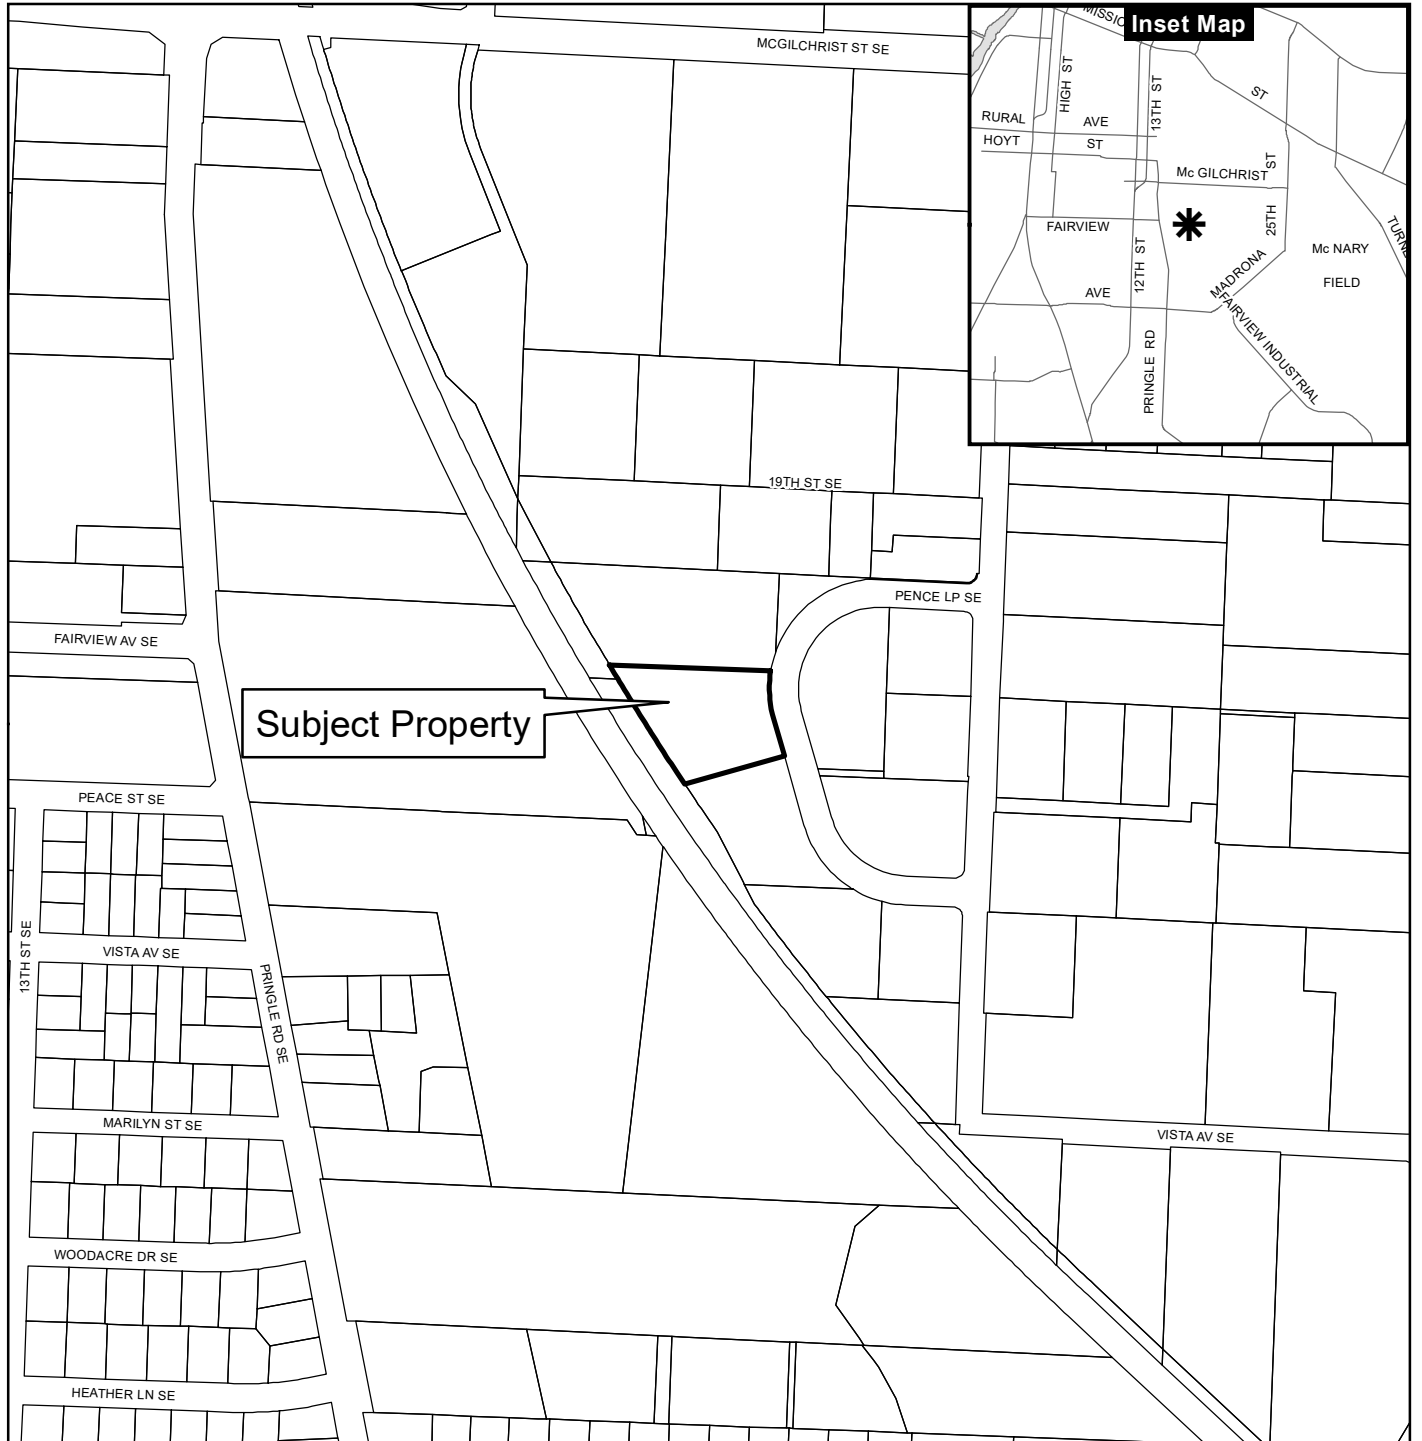 MCGILCHRIST ST SE
Inset Map
HIGH ST
13TH ST
ST
RURAL
AVE
HOYT
ST
Mc GILCHRIST
ST
25TH
FAIRVIEW
12TH ST
Mc NARY
FIELD
MADRONA
AVE
FAIRVIEW INDUSTRIAL
PRINGLE RD
19TH ST SE
PENCE LP SE
FAIRVIEW AV SE
Subject Property
PEACE ST SE
13TH ST SE
VISTA AV SE
PRINGLE RD SE
MARILYN ST SE
VISTA AV SE
WOODACRE DR SE
HEATHER LN SE